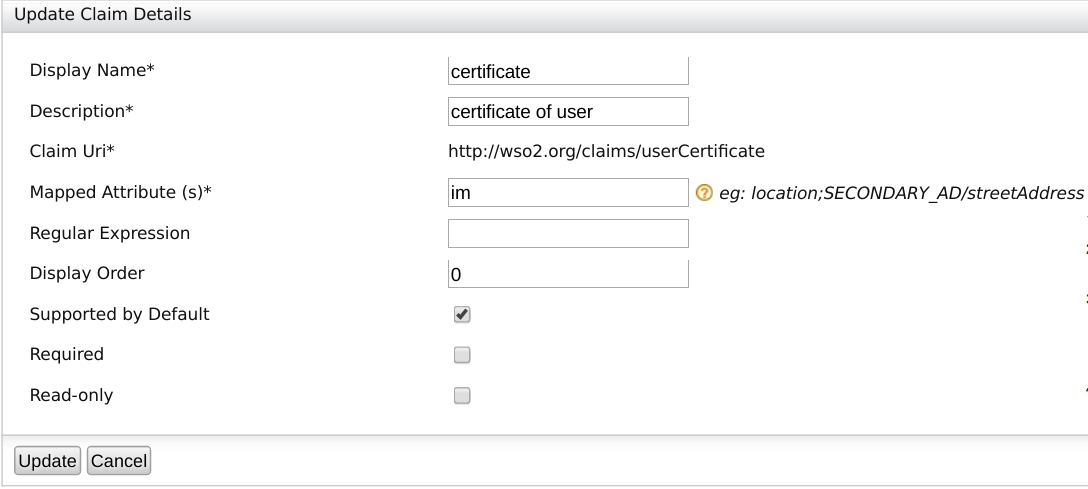 Update Claim Details
Display Name* certificate
Description* certificate of user
Claim Uri* http://wso2.org/claims/userCertificate
Mapped Attribute (s)* im ? eg: location;SECONDARY_AD/streetAddress
Regular Expression
Display Order 0
Supported by Default
Required
Read-only
Update Cancel